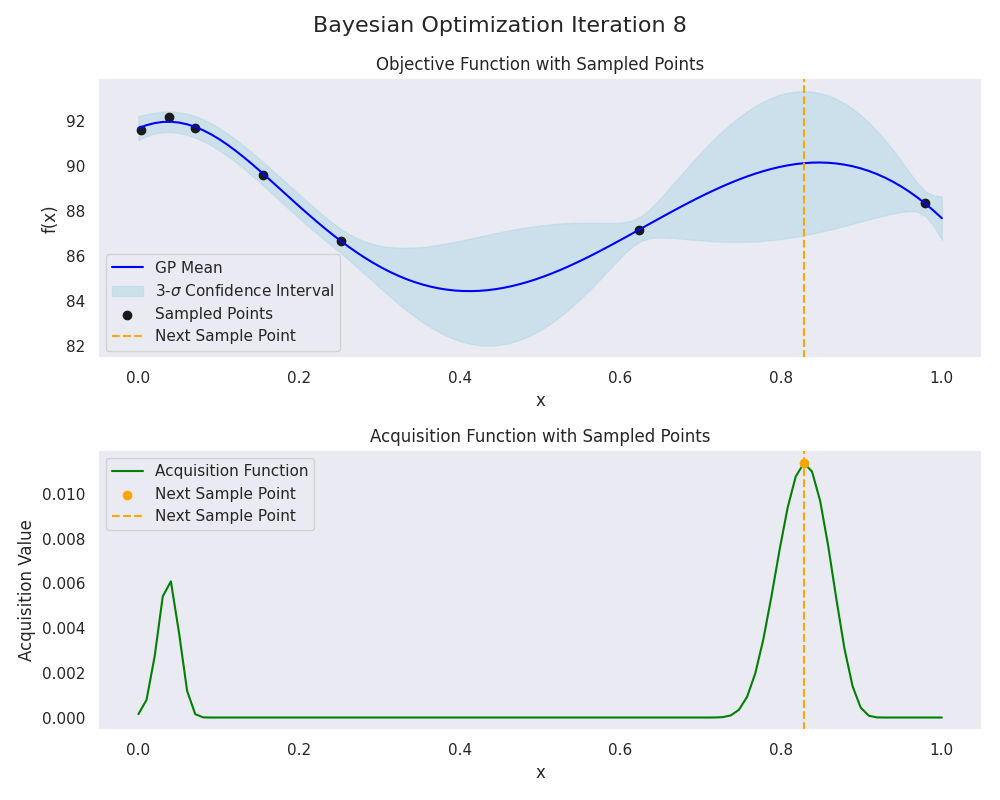 Bayesian Optimization Iteration 8
Objective Function with Sampled Points
92
90
88
86
84
82
f(x)
GP Mean
3-σ Confidence Interval
Sampled Points
Next Sample Point
0.0 0.2 0.4 0.6 0.8 1.0
x
Acquisition Function with Sampled Points
0.010
0.008
0.006
0.004
0.002
0.000
Acquisition Value
Acquisition Function
Next Sample Point
Next Sample Point
0.0 0.2 0.4 0.6 0.8 1.0
x